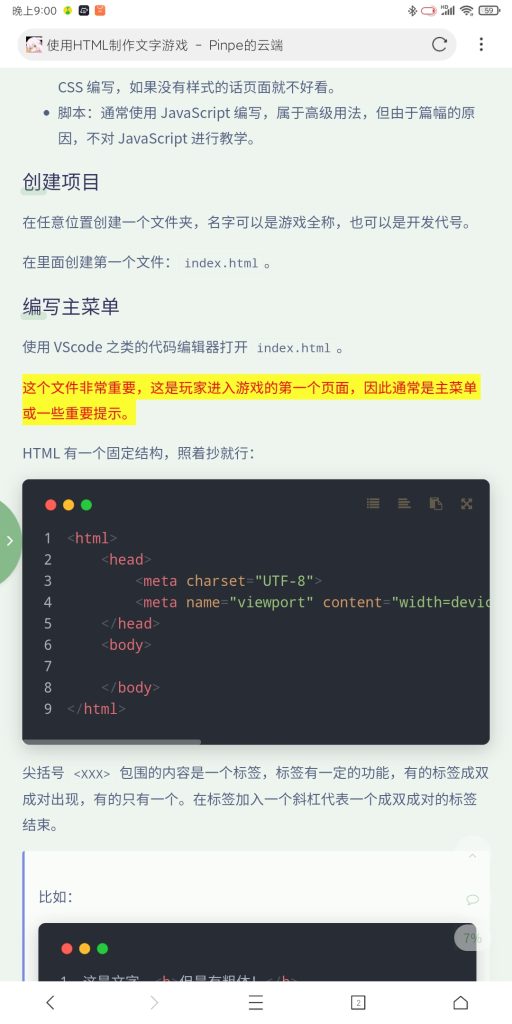 晚上9:00
HD
59
使用HTML制作文字游戏 - Pinpe的云端
CSS 编写，如果没有样式的话页面就不好看。
脚本：通常使用 JavaScript 编写，属于高级用法，但由于篇幅的原
因，不对 JavaScript 进行教学。
创建项目
在任意位置创建一个文件夹，名字可以是游戏全称，也可以是开发代号。
在里面创建第一个文件： index.html 。
编写主菜单
使用 VScode 之类的代码编辑器打开 index.html 。
这个文件非常重要，这是玩家进入游戏的第一个页面，因此通常是主菜单
或一些重要提示。
HTML 有一个固定结构，照着抄就行：
1 <html>
2 <head>
3 <meta charset="UTF-8">
4 <meta name="viewport" content="width=devic
5 </head>
6 <body>
7
8 </body>
9 </html>
尖括号 <XXX> 包围的内容是一个标签，标签有一定的功能，有的标签成双
成对出现，有的只有一个。在标签加入一个斜杠代表一个成双成对的标签
结束。
比如：
7%
1 这是文字，<b>但是有粗体！</b>
2